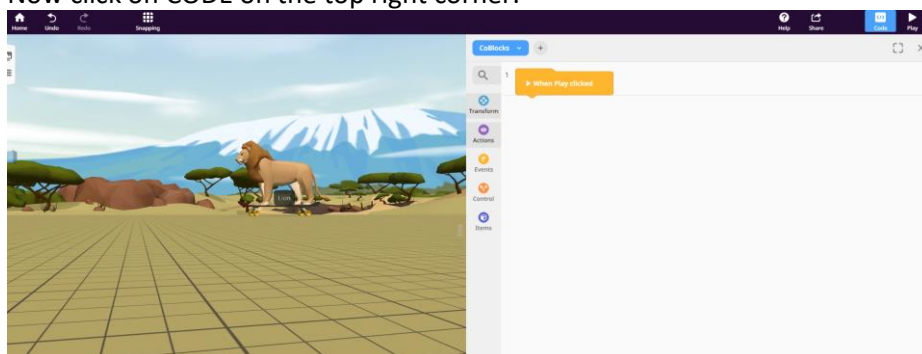 Now click on CODE on the top right corner.
Home Undo Redo Snapping Help Share Code Play
CoBlocks
1
When Play clicked
Transform
Actions
Events
Control
Items
Lion